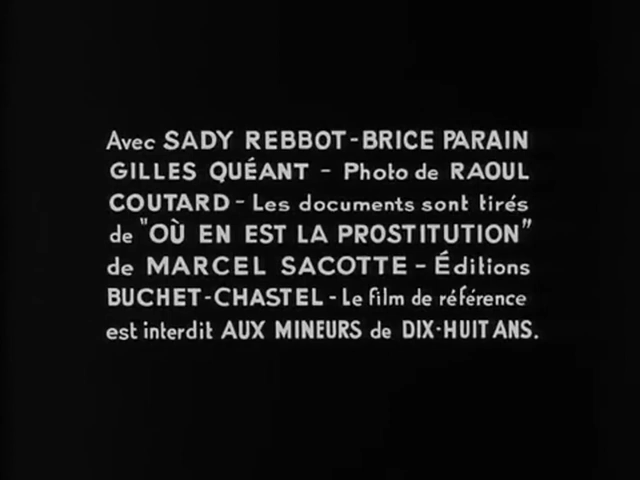 Avec SADY REBBOT-BRICE PARAIN
GILLES QUÉANT - Photo de RAOUL
COUTARD - Les documents sont tirés
de "OÙ EN EST LA PROSTITUTION"
de MARCEL SACOTTE - Éditions
BUCHET-CHASTEL - Le film de référence
est interdit AUX MINEURS de DIX-HUIT ANS.